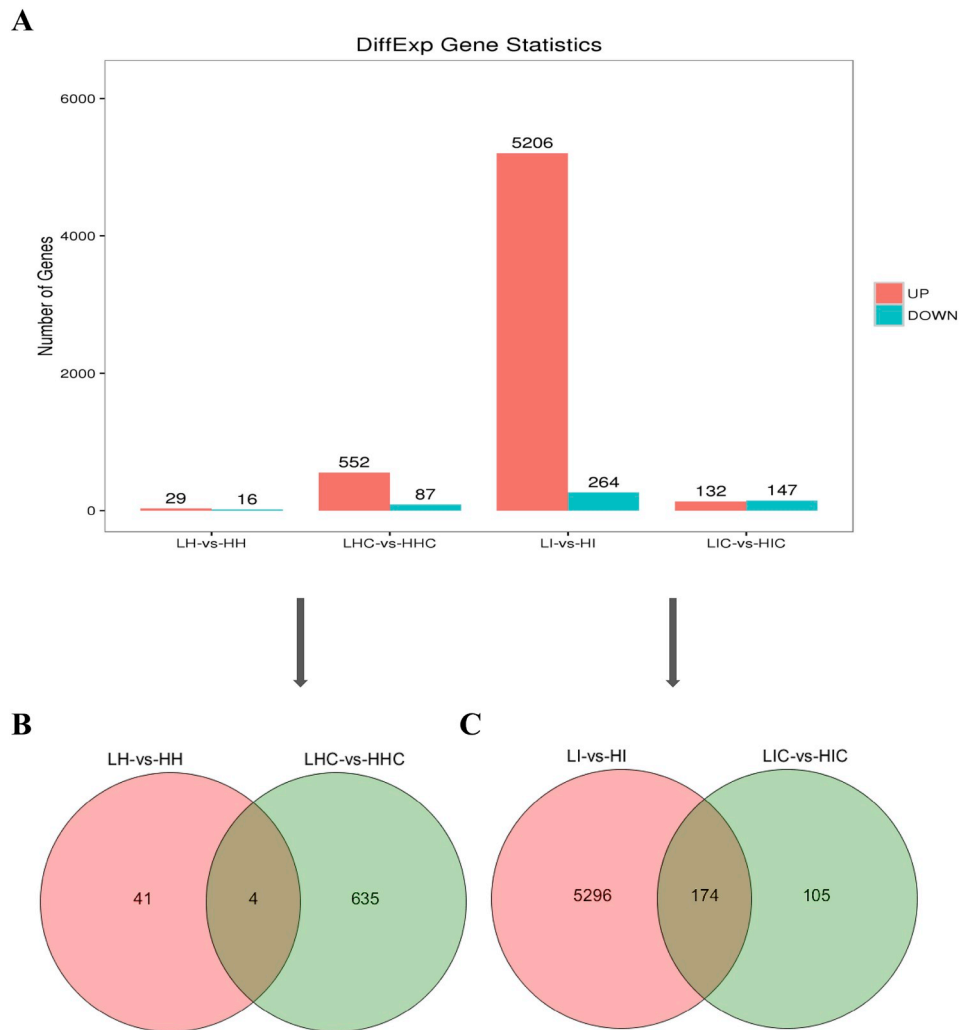 A
DiffExp Gene Statistics
Number of Genes
6000
4000
2000
0
29
16
552
87
5206
264
132
147
LH-vs-HH
LHC-vs-HHC
LI-vs-HI
LIC-vs-HIC
UP
DOWN
B
LH-vs-HH
LHC-vs-HHC
41
4
635
C
LI-vs-HI
LIC-vs-HIC
5296
174
105